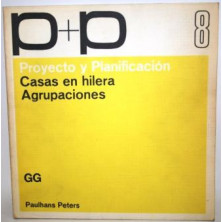 p+p 8
Proyecto y Planificación
Casas en hilera
Agrupaciones
GG
Paulhans Peters